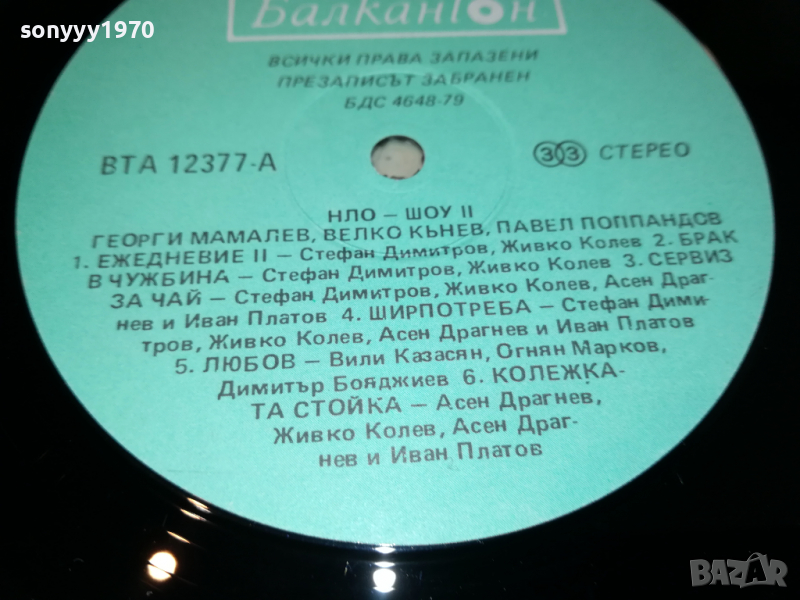 sonyyy1970
Балкантон
ВСИЧКИ ПРАВА ЗАПАЗЕНИ
ПРЕЗАПИСЪТ ЗАБРАНЕН
БДС 4648-79
ВТА 12377-А
33 СТЕРЕО
НЛО – ШОУ II
ГЕОРГИ МАМАЛЕВ, ВЕЛКО КЪНЕВ, ПАВЕЛ ПОППАНДОВ
1. ЕЖЕДНЕВИЕ II – Стефан Димитров, Живко Колев 2. БРАК
В ЧУЖБИНА – Стефан Димитров, Живко Колев 3. СЕРВИЗ
ЗА ЧАЙ – Стефан Димитров, Живко Колев, Асен Драг-
нев и Иван Платов 4. ШИРПОТРЕБА – Стефан Дими-
тров, Живко Колев, Асен Драгнев и Иван Платов
5. ЛЮБОВ – Вили Казасян, Огнян Марков,
Димитър Бояджиев 6. КОЛЕЖКА-
ТА СТОЙКА – Асен Драгнев,
Живко Колев, Асен Драг-
нев и Иван Платов
BAZAR